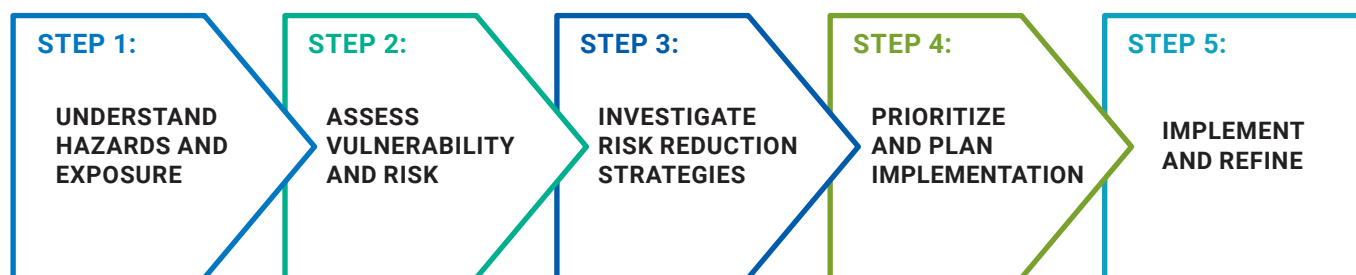 STEP 1:
UNDERSTAND
HAZARDS AND
EXPOSURE
STEP 2:
ASSESS
VULNERABILITY
AND RISK
STEP 3:
INVESTIGATE
RISK REDUCTION
STRATEGIES
STEP 4:
PRIORITIZE
AND PLAN
IMPLEMENTATION
STEP 5:
IMPLEMENT
AND REFINE